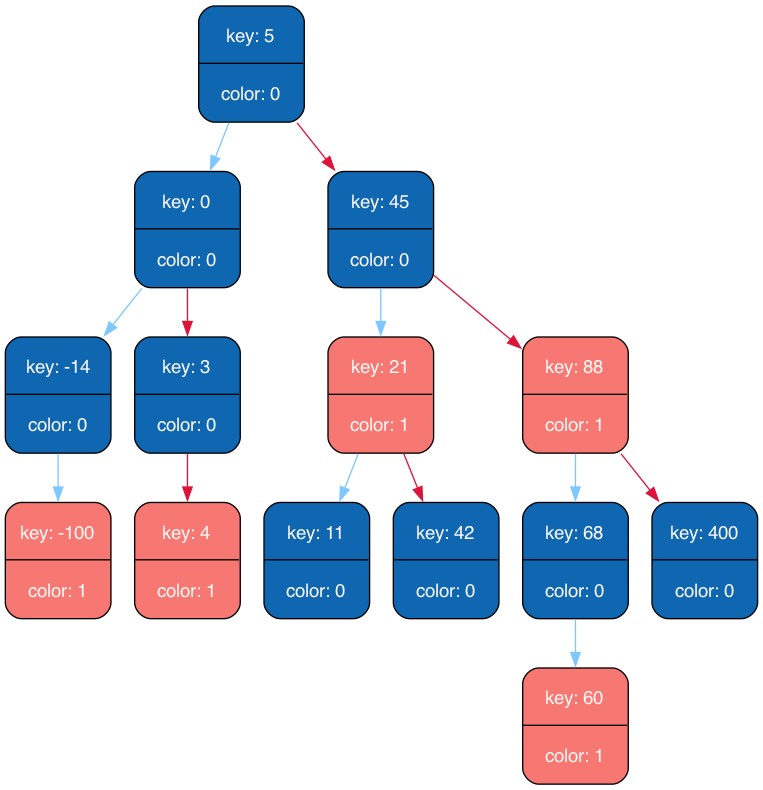 key: 5
color: 0
key: 0
color: 0
key: 45
color: 0
key: -14
color: 0
key: 3
color: 0
key: 21
color: 1
key: 88
color: 1
key: -100
color: 1
key: 4
color: 1
key: 11
color: 0
key: 42
color: 0
key: 68
color: 0
key: 400
color: 0
key: 60
color: 1